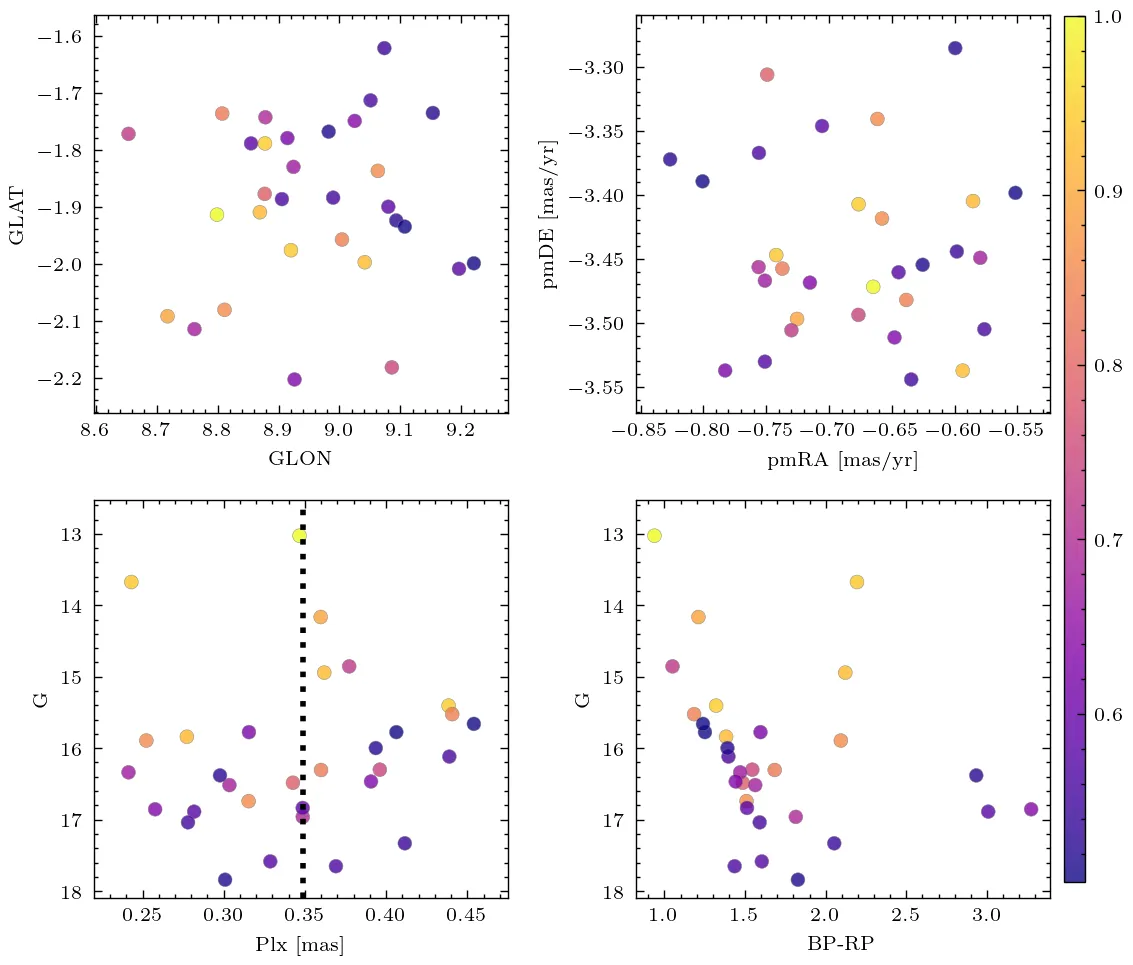 −1.6
−1.7
−1.8
−1.9
−2.0
−2.1
−2.2
GLAT
8.6 8.7 8.8 8.9 9.0 9.1 9.2
GLON
−3.30
−3.35
−3.40
−3.45
−3.50
−3.55
pmDE [mas/yr]
−0.85 −0.80 −0.75 −0.70 −0.65 −0.60 −0.55
pmRA [mas/yr]
13
14
15
16
17
18
G
0.25 0.30 0.35 0.40 0.45
Plx [mas]
13
14
15
16
17
18
G
1.0 1.5 2.0 2.5 3.0
BP-RP
1.0
0.9
0.8
0.7
0.6